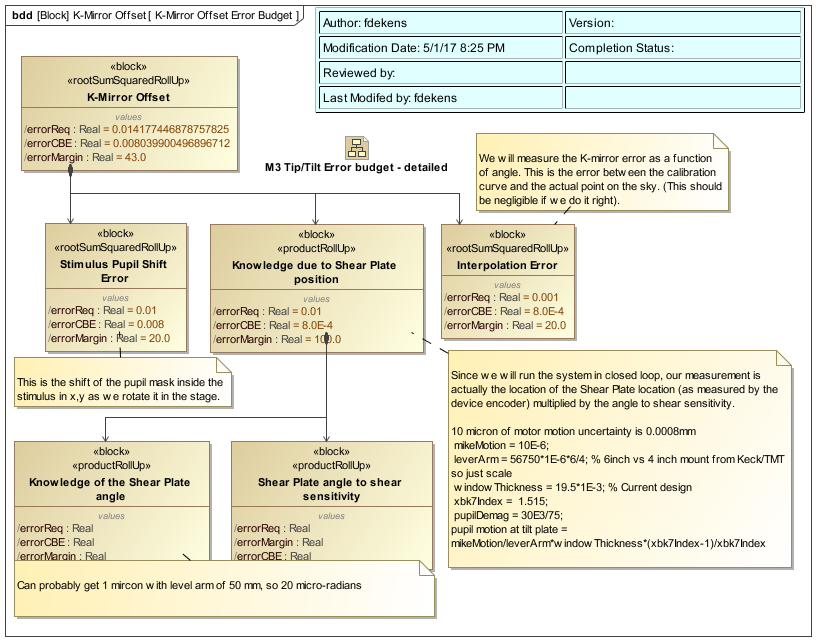 bdd [Block] K-Mirror Offset [ K-Mirror Offset Error Budget ]
Author: fdekens
Version:
Modification Date: 5/1/17 8:25 PM
Completion Status:
Reviewed by:
Last Modifed by: fdekens
«block»
«rootSumSquaredRollUp»
K-Mirror Offset
values
/errorReq : Real = 0.014177446878757825
/errorCBE : Real = 0.008039900496896712
/errorMargin : Real = 43.0
M3 Tip/Tilt Error budget - detailed
We will measure the K-mirror error as a function
of angle. This is the error between the calibration
curve and the actual point on the sky. (This should
be negligible if we do it right).
«block»
«rootSumSquaredRollUp»
Stimulus Pupil Shift
Error
values
/errorReq : Real = 0.01
/errorCBE : Real = 0.008
/errorMargin : Real = 20.0
«block»
«productRollUp»
Knowledge due to Shear Plate
position
values
/errorReq : Real = 0.01
/errorCBE : Real = 8.0E-4
/errorMargin : Real = 100.0
«block»
«rootSumSquaredRollUp»
Interpolation Error
values
/errorReq : Real = 0.001
/errorCBE : Real = 8.0E-4
/errorMargin : Real = 20.0
This is the shift of the pupil mask inside the
stimulus in x,y as we rotate it in the stage.
Since we will run the system in closed loop, our measurement is
actually the location of the Shear Plate location (as measured by the
device encoder) multiplied by the angle to shear sensitivity.
10 micron of motor motion uncertainty is 0.0008mm
mikeMotion = 10E-6;
leverArm = 56750*1E-6*6/4; % 6inch vs 4 inch mount from Keck/TMT
so just scale
windowThickness = 19.5*1E-3; % Current design
xbk7Index = 1.515;
pupilDemag = 30E3/75;
pupil motion at tilt plate =
mikeMotion/leverArm*windowThickness*(xbk7Index-1)/xbk7Index
«block»
«productRollUp»
Knowledge of the Shear Plate
angle
values
/errorReq : Real
/errorCBE : Real
/errorMargin : Real
«block»
«productRollUp»
Shear Plate angle to shear
sensitivity
values
/errorReq : Real
/errorMargin : Real
/errorCBE : Real
Can probably get 1 mircon with level arm of 50 mm, so 20 micro-radians